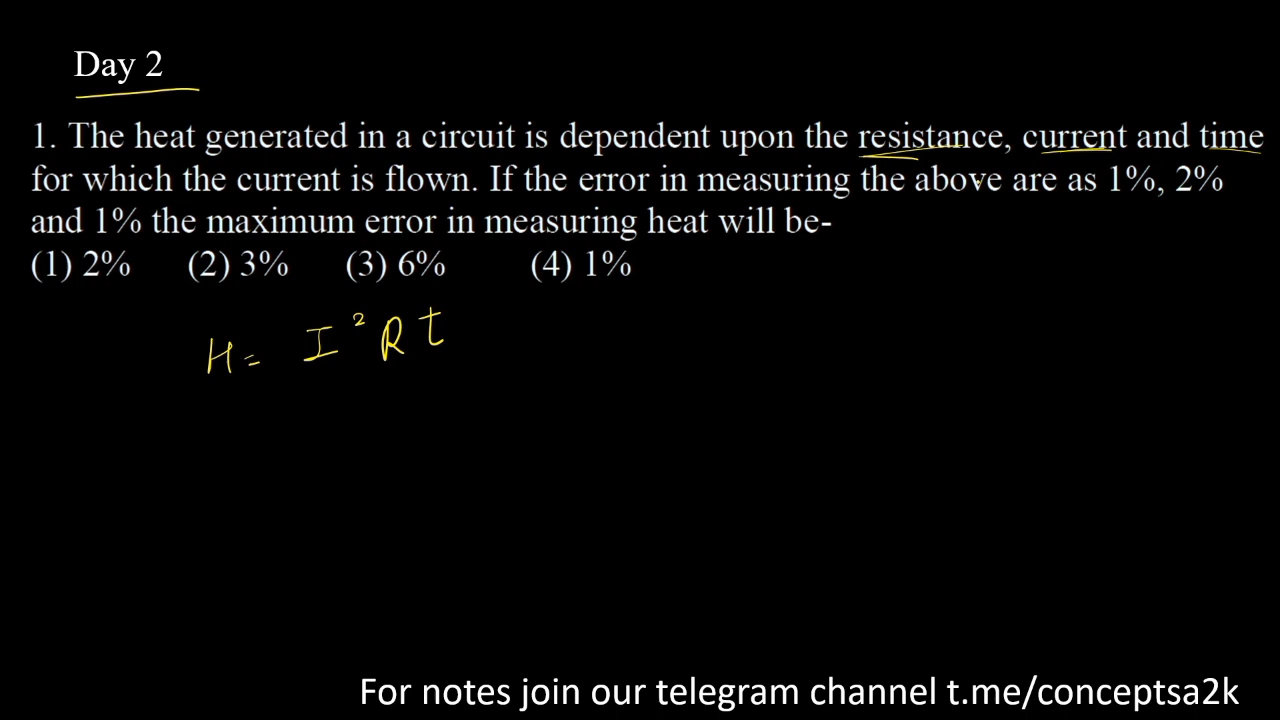 Day 2
1. The heat generated in a circuit is dependent upon the resistance, current and time
for which the current is flown. If the error in measuring the above are as 1%, 2%
and 1% the maximum error in measuring heat will be-
(1) 2% (2) 3% (3) 6% (4) 1%
H = I² R t
For notes join our telegram channel t.me/conceptsa2k